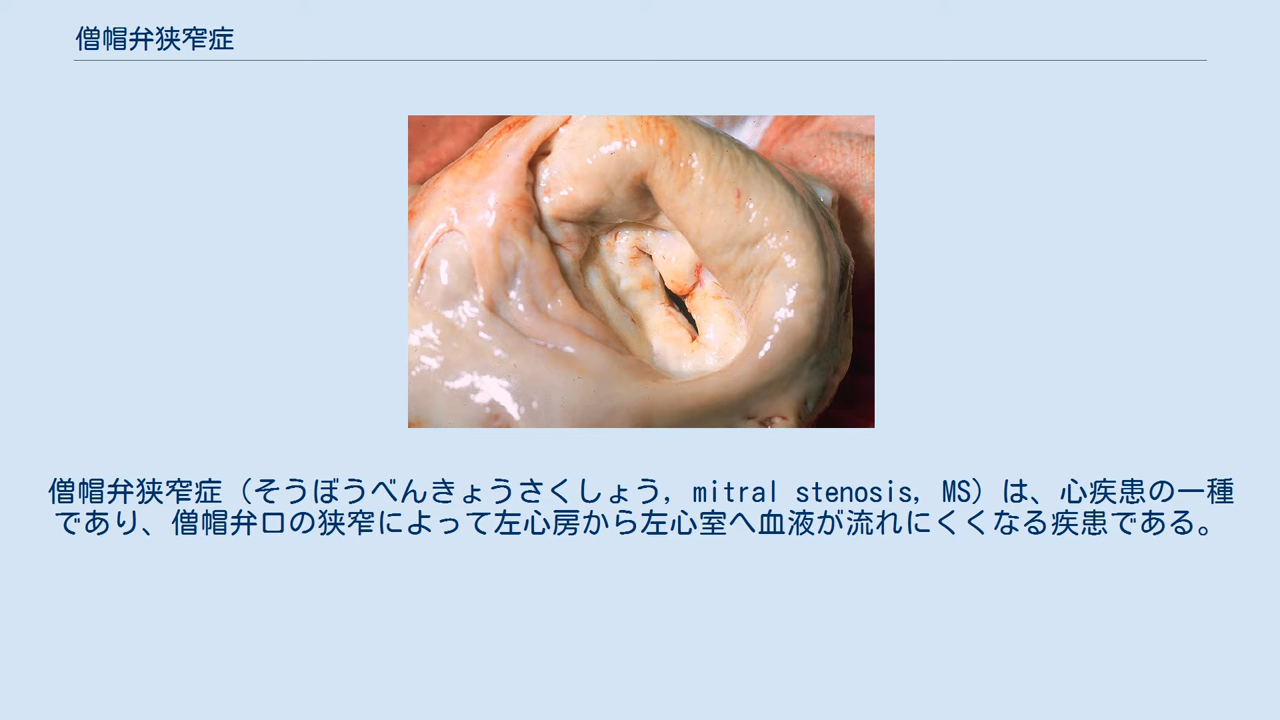 僧帽弁狭窄症
僧帽弁狭窄症（そうぼうべんきょうさくしょう, mitral stenosis, MS）は、心疾患の一種
であり、僧帽弁口の狭窄によって左心房から左心室へ血液が流れにくくなる疾患である。